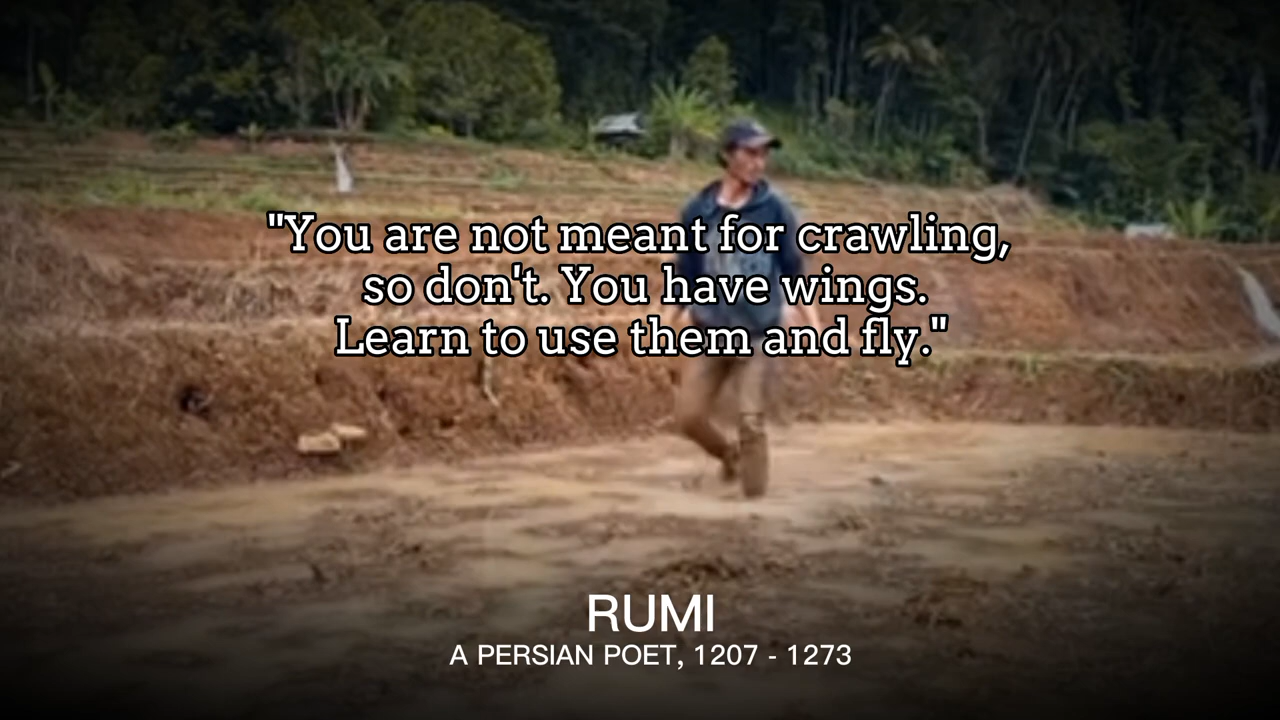 "You are not meant for crawling,
so don't. You have wings.
Learn to use them and fly."
RUMI
A PERSIAN POET, 1207 - 1273